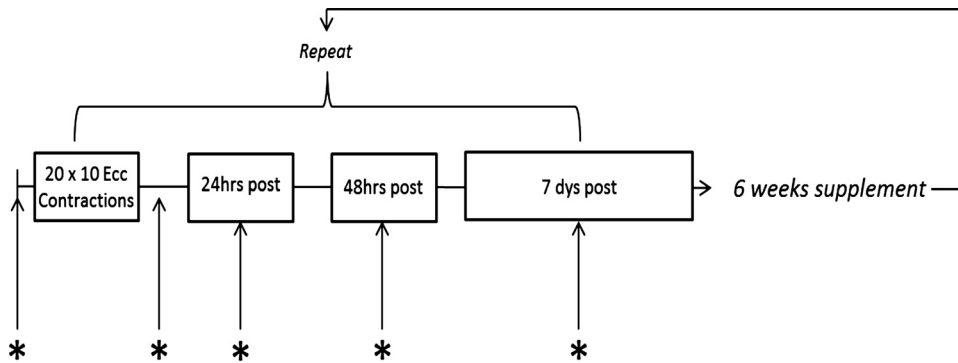 Repeat
20 x 10 Ecc
Contractions
24hrs post
48hrs post
7 dys post
6 weeks supplement
* * * * *